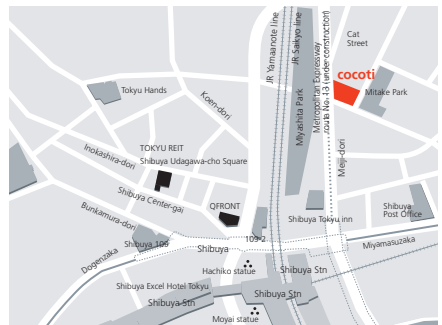 JR Yamaanote line
JR Saikyo line
Metropolitan Expressway
route No.13 (under construction)
Cat
Street
cocoti
Mitake Park
Tokyu Hands
Koen-dori
Miyashita Park
Meiji-dori
TOKYU REIT
Shibuya Udagawa-cho Square
Inokashira-dori
Shibuya Center-gai
QFRONT
Bunkamura-dori
Shibuya Tokyu inn
Shibuya
Post Office
Shibuya 109
109-2
Shibuya
Miyamasuzaka
Dogenzaka
Hachiko statue
Shibuya Stn
Shibuya Excel Hotel Tokyu
Shibuya Stn
Shibuya Stn
Moyai statue